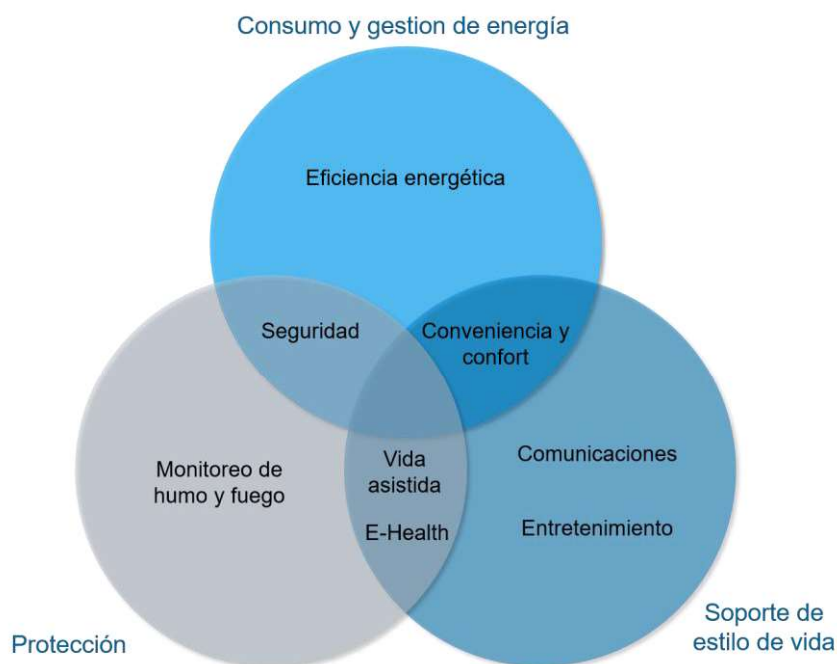 Consumo y gestion de energía
Eficiencia energética
Seguridad
Conveniencia y
confort
Monitoreo de
humo y fuego
Vida
asistida
E-Health
Comunicaciones
Entretenimiento
Protección
Soporte de
estilo de vida